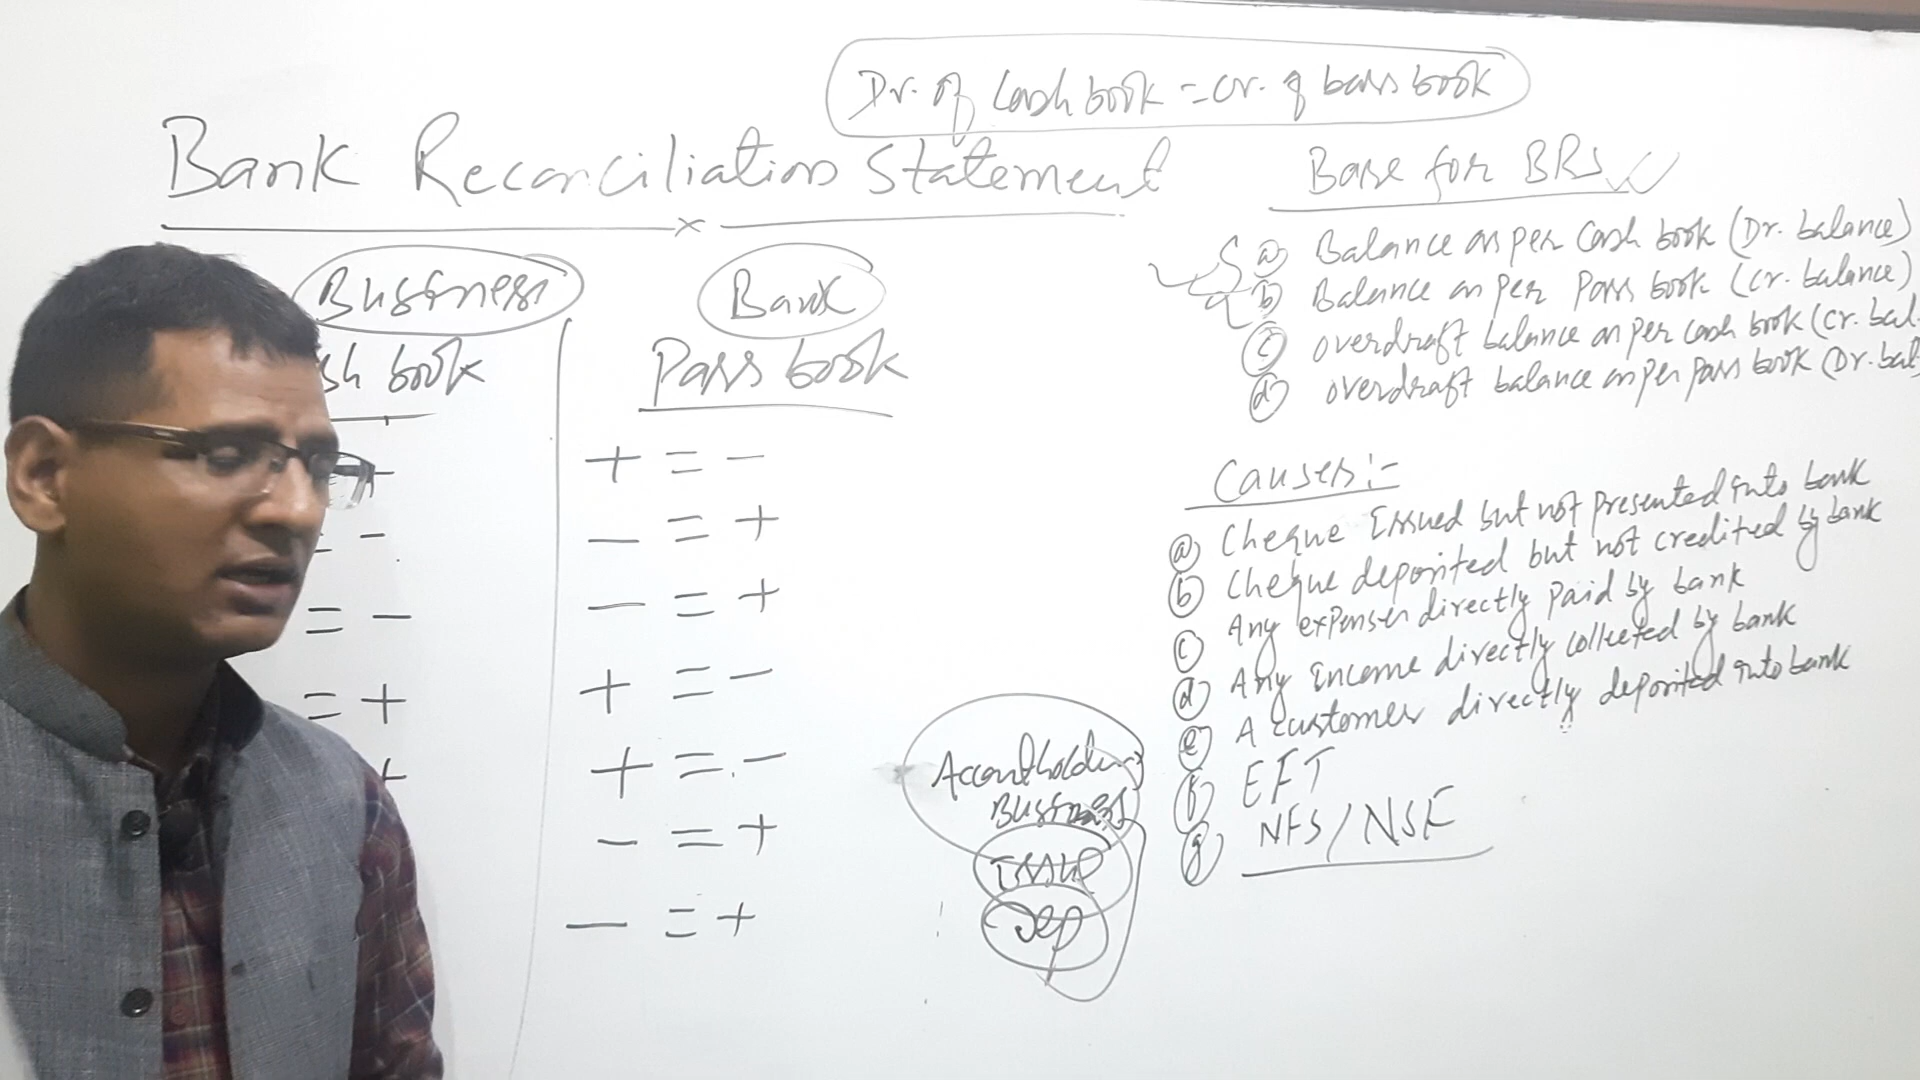 Dr. of Cash book = cr. of pass book
Bank Reconciliation Statement
x
Business
Bank
sh book
Pass book
+ = -
= -
- = +
= -
- = +
= +
+ = -
+
+ = -
- = +
- = +
Base for BRS
a Balance as per Cash book (Dr. balance)
b Balance as per Pass book (cr. balance)
c overdraft balance as per cash book (cr. bal.
d overdraft balance as per pass book (Dr. bal
Causes :-
a Cheque Issued but not presented into bank
b Cheque deposited but not credited by bank
c Any expenses directly paid by bank
d Any Income directly collected by bank
e A customer directly deposited into bank
f EFT
g NFS/NSF
Accountholder
Business
Issue
Dep